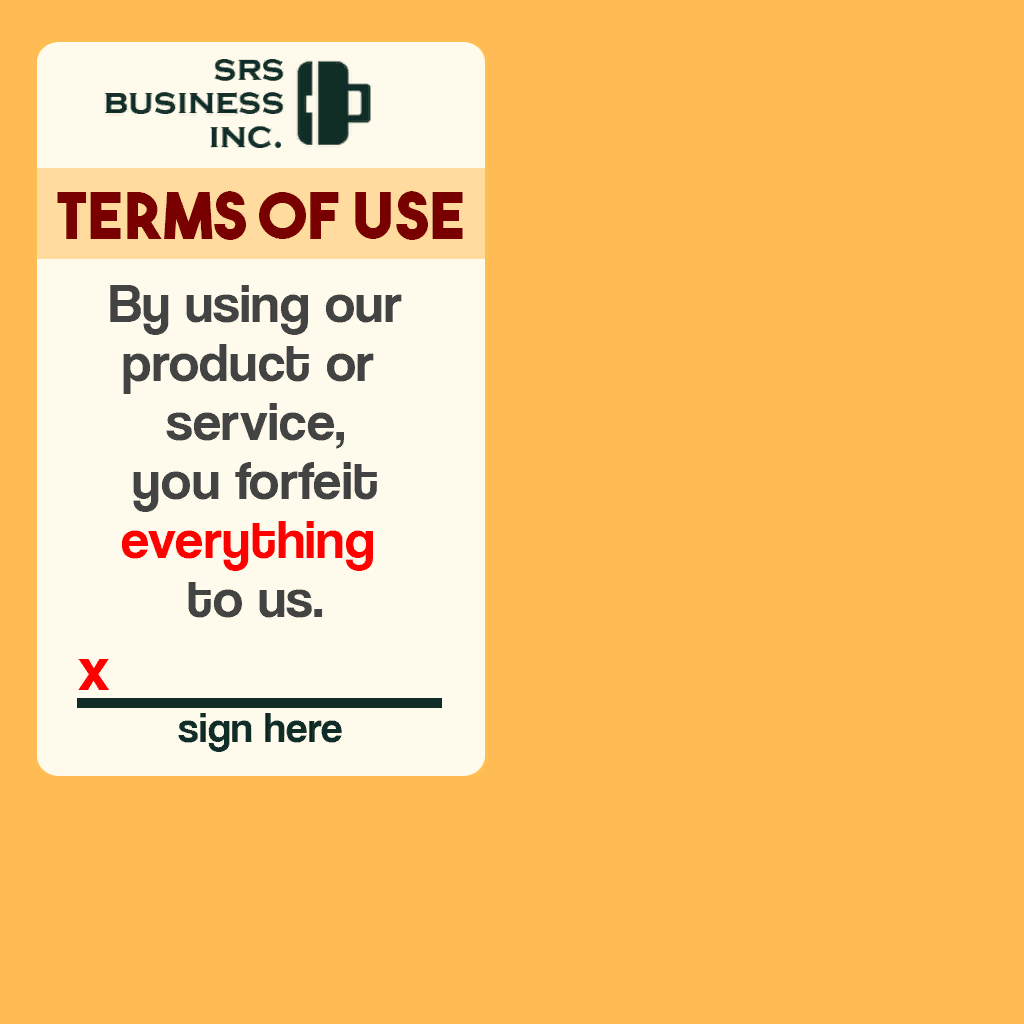 SRS
BUSINESS
INC.
TERMS OF USE
By using our
product or
service,
you forfeit
everything
to us.
x
sign here